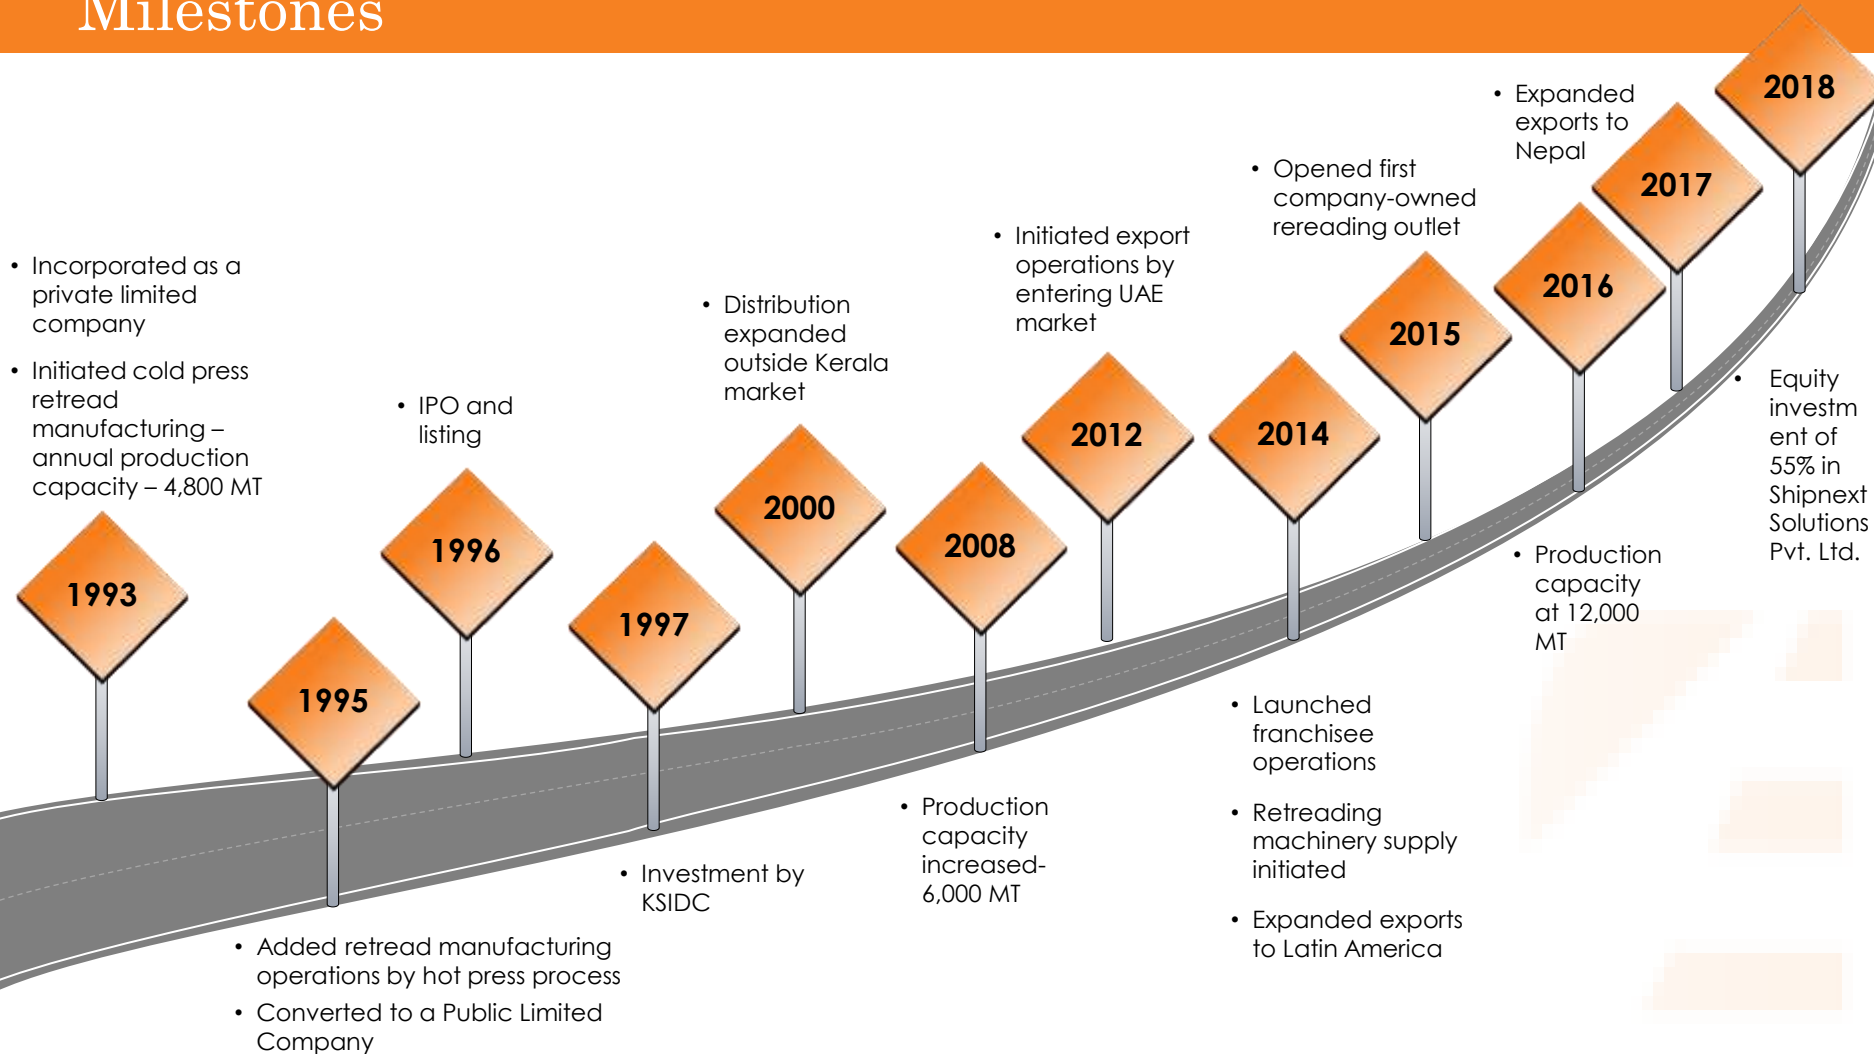 Milestones
• Incorporated as a
private limited
company
• Initiated cold press
retread
manufacturing –
annual production
capacity – 4,800 MT
1993
1995
• Added retread manufacturing
operations by hot press process
• Converted to a Public Limited
Company
• IPO and
listing
1996
1997
• Investment by
KSIDC
• Distribution
expanded
outside Kerala
market
2000
2008
• Production
capacity
increased-
6,000 MT
• Initiated export
operations by
entering UAE
market
2012
2014
• Launched
franchisee
operations
• Retreading
machinery supply
initiated
• Expanded exports
to Latin America
• Opened first
company-owned
rereading outlet
2015
2016
• Production
capacity
at 12,000
MT
• Expanded
exports to
Nepal
2017
2018
• Equity
investm
ent of
55% in
Shipnext
Solutions
Pvt. Ltd.